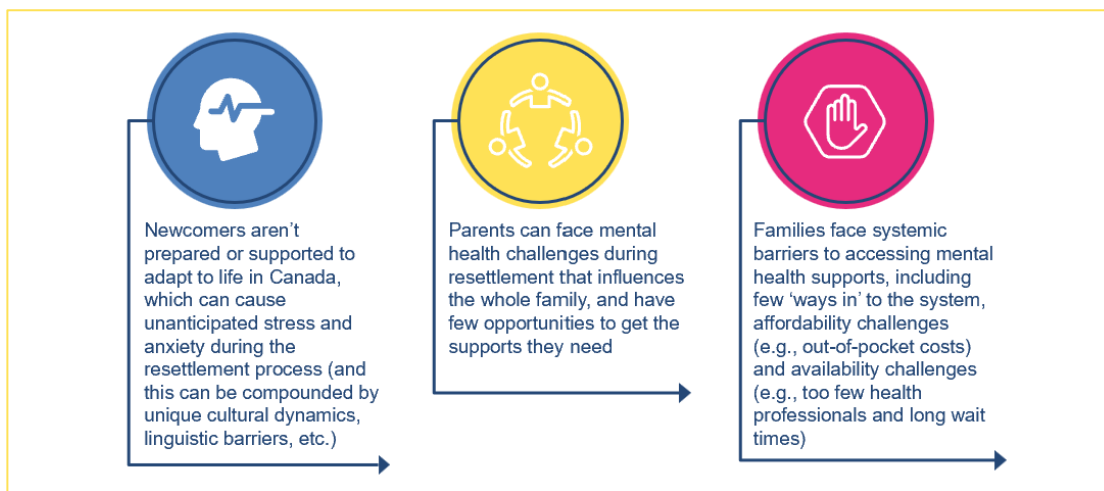 Newcomers aren't
prepared or supported to
adapt to life in Canada,
which can cause
unanticipated stress and
anxiety during the
resettlement process (and
this can be compounded by
unique cultural dynamics,
linguistic barriers, etc.)
Parents can face mental
health challenges during
resettlement that influences
the whole family, and have
few opportunities to get the
supports they need
Families face systemic
barriers to accessing mental
health supports, including
few ‘ways in’ to the system,
affordability challenges
(e.g., out-of-pocket costs)
and availability challenges
(e.g., too few health
professionals and long wait
times)